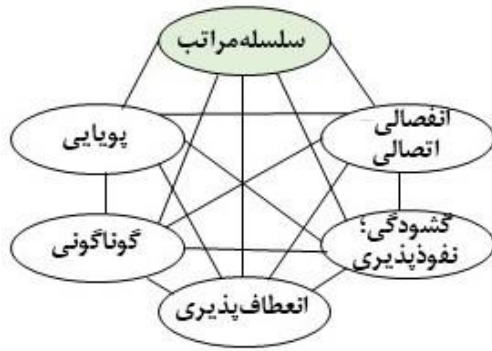 سلسله‌مراتب
انفصالی
اتصالی
پویایی
گشودگی؛
نفوذپذیری
گوناگونی
انعطاف‌پذیری